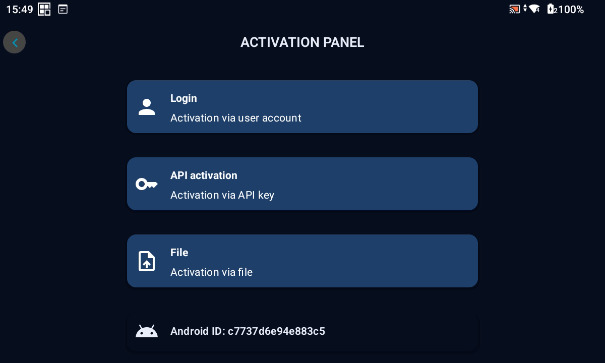 15:49
100%
ACTIVATION PANEL
Login
Activation via user account
API activation
Activation via API key
File
Activation via file
Android ID: c7737d6e94e883c5